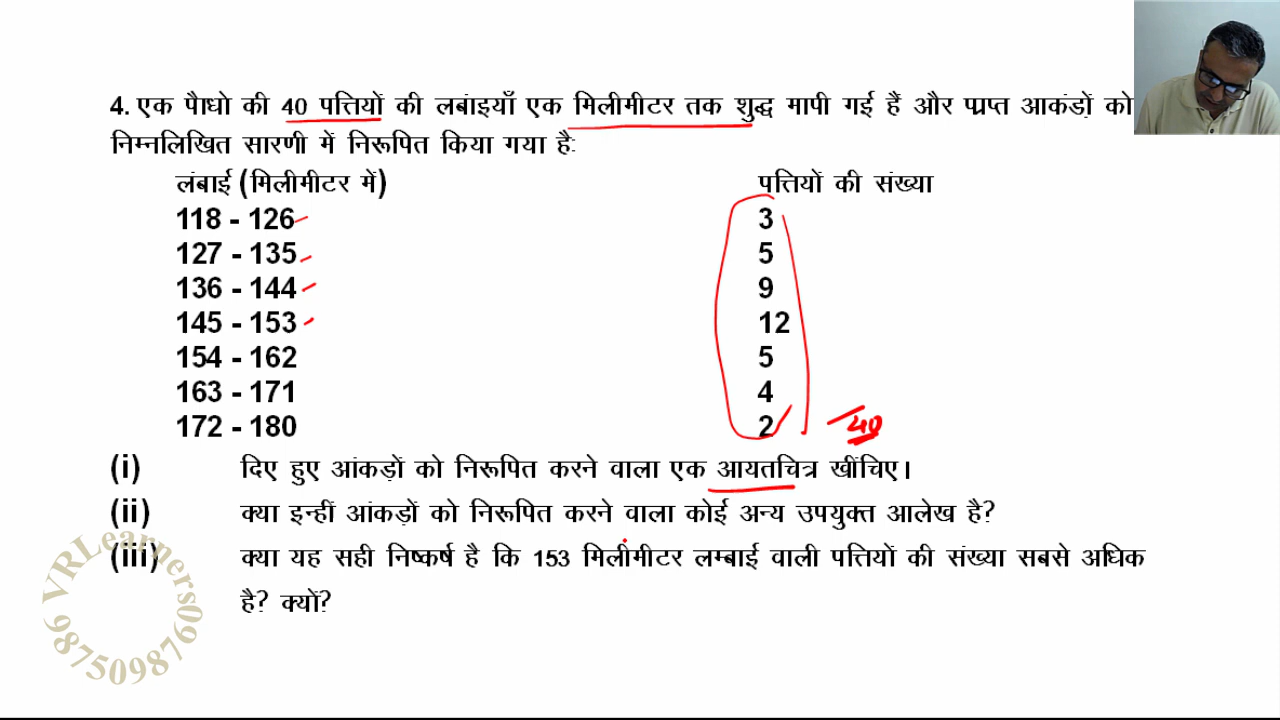 4. एक पौधो की 40 पत्तियों की लबांइयाँ एक मिलीमीटर तक शुद्ध मापी गई हैं और प्राप्त आकंड़ों को
निम्नलिखित सारणी में निरूपित किया गया है:
लंबाई (मिलीमीटर में) पत्तियों की संख्या
118 - 126 3
127 - 135 5
136 - 144 9
145 - 153 12
154 - 162 5
163 - 171 4
172 - 180 2 40
(i) दिए हुए आंकड़ों को निरूपित करने वाला एक आयतचित्र खींचिए।
(ii) क्या इन्हीं आंकड़ों को निरूपित करने वाला कोई अन्य उपयुक्त आलेख है?
(iii) क्या यह सही निष्कर्ष है कि 153 मिलीमीटर लम्बाई वाली पत्तियों की संख्या सबसे अधिक
है? क्यों?
VRLearners
09875098760